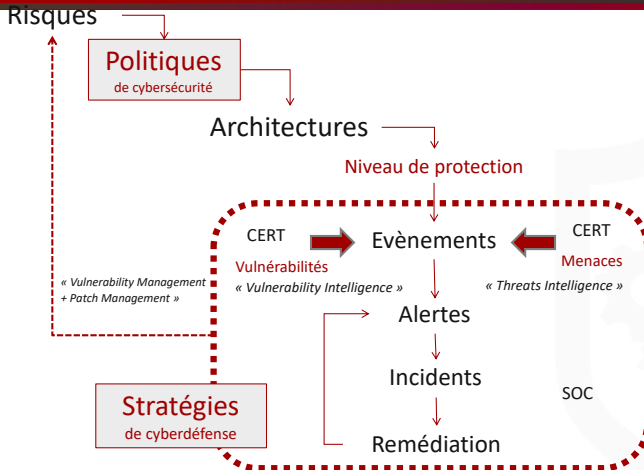 Risques
Politiques
de cybersécurité
Architectures
Niveau de protection
CERT
Evènements
CERT
Vulnérabilités
Menaces
« Vulnerability Management
+ Patch Management »
« Vulnerability Intelligence »
« Threats Intelligence »
Alertes
Incidents
SOC
Stratégies
de cyberdéfense
Remédiation